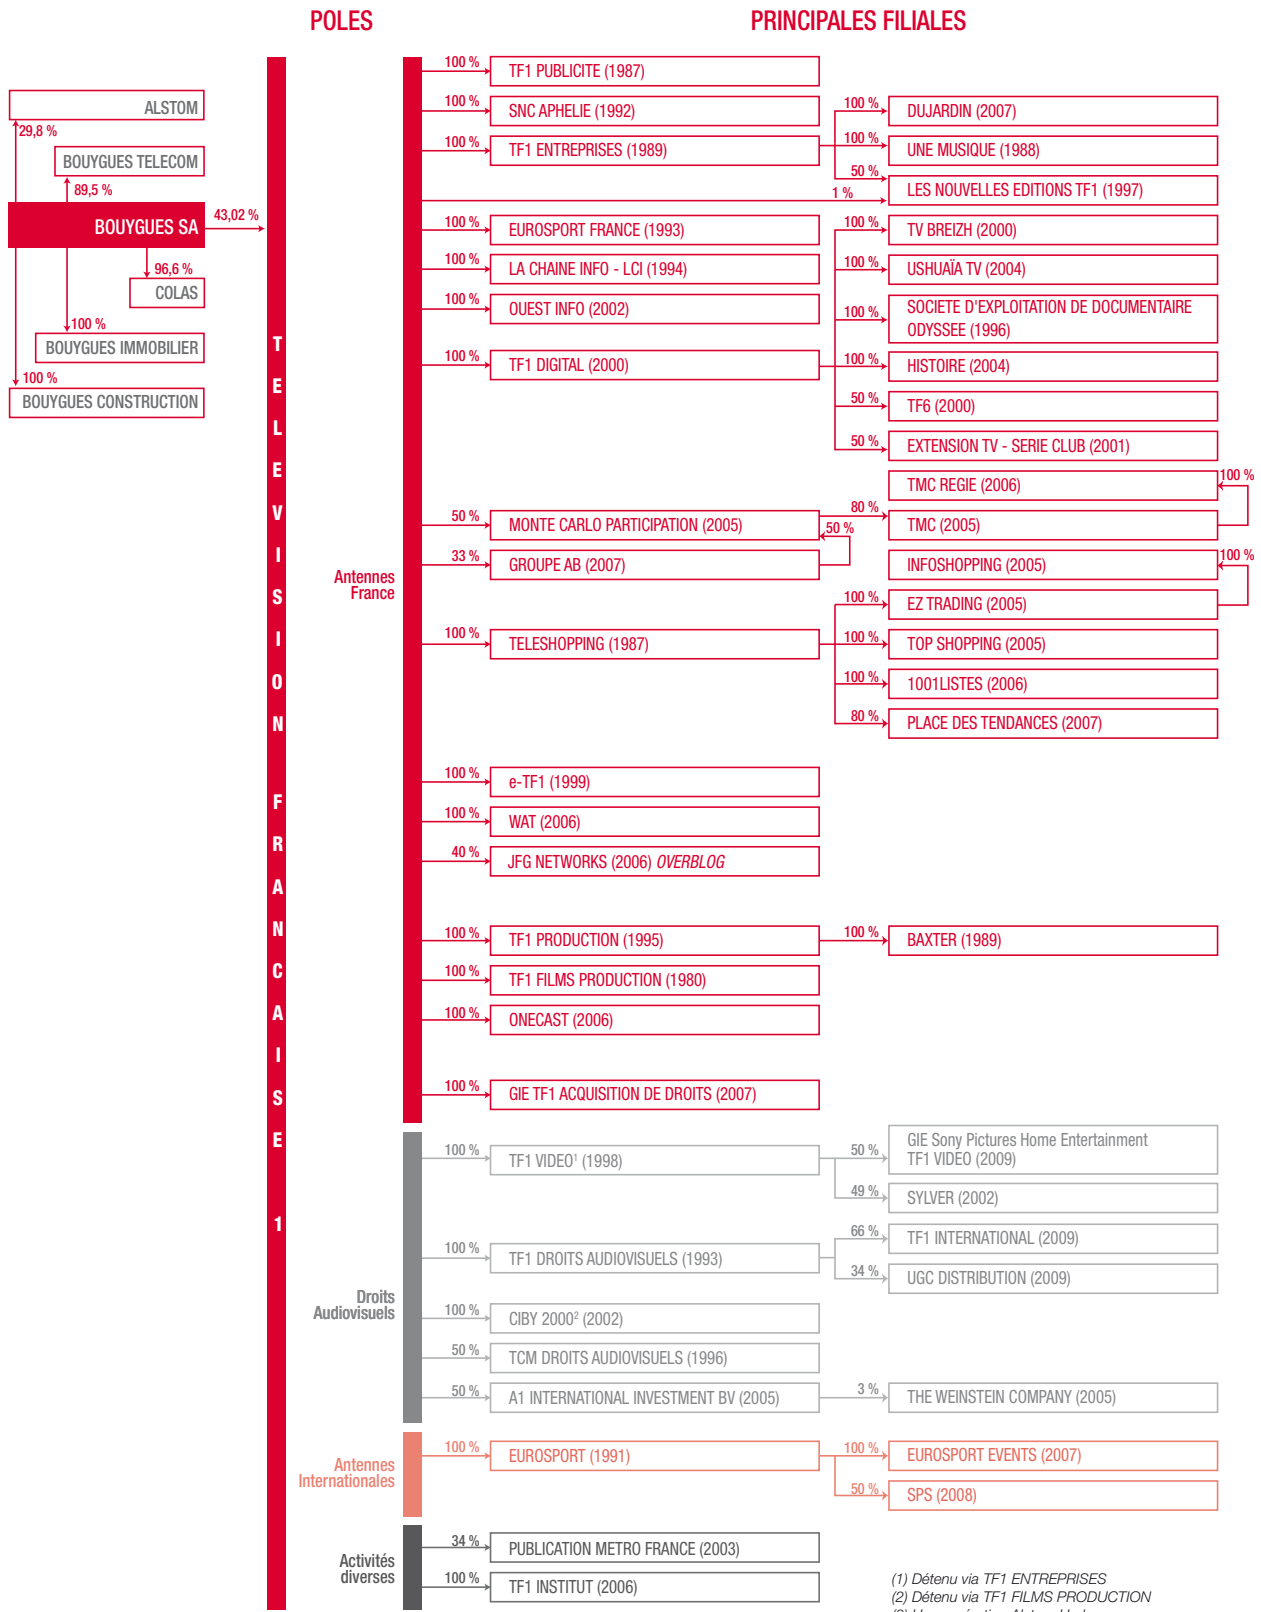 POLES
PRINCIPALES FILIALES
ALSTOM
29,8 %
BOUYGUES TELECOM
89,5 %
BOUYGUES SA
43,02 %
96,6 %
COLAS
100 %
BOUYGUES IMMOBILIER
100 %
BOUYGUES CONSTRUCTION
TELEVISION FRANCAISE 1
Antennes
France
100 %
TF1 PUBLICITE (1987)
100 %
SNC APHELIE (1992)
100 %
TF1 ENTREPRISES (1989)
100 %
DUJARDIN (2007)
100 %
UNE MUSIQUE (1988)
50 %
1 %
LES NOUVELLES EDITIONS TF1 (1997)
100 %
EUROSPORT FRANCE (1993)
100 %
LA CHAINE INFO - LCI (1994)
100 %
OUEST INFO (2002)
100 %
TF1 DIGITAL (2000)
100 %
TV BREIZH (2000)
100 %
USHUAÏA TV (2004)
100 %
SOCIETE D'EXPLOITATION DE DOCUMENTAIRE
ODYSSEE (1996)
100 %
HISTOIRE (2004)
50 %
TF6 (2000)
50 %
EXTENSION TV - SERIE CLUB (2001)
TMC REGIE (2006)
100 %
50 %
MONTE CARLO PARTICIPATION (2005)
80 %
TMC (2005)
50 %
33 %
GROUPE AB (2007)
INFOSHOPPING (2005)
100 %
100 %
EZ TRADING (2005)
100 %
TELESHOPPING (1987)
100 %
TOP SHOPPING (2005)
100 %
1001LISTES (2006)
80 %
PLACE DES TENDANCES (2007)
100 %
e-TF1 (1999)
100 %
WAT (2006)
40 %
JFG NETWORKS (2006) OVERBLOG
100 %
TF1 PRODUCTION (1995)
100 %
BAXTER (1989)
100 %
TF1 FILMS PRODUCTION (1980)
100 %
ONECAST (2006)
100 %
GIE TF1 ACQUISITION DE DROITS (2007)
Droits
Audiovisuels
100 %
TF1 VIDEO¹ (1998)
50 %
GIE Sony Pictures Home Entertainment
TF1 VIDEO (2009)
49 %
SYLVER (2002)
100 %
TF1 DROITS AUDIOVISUELS (1993)
66 %
TF1 INTERNATIONAL (2009)
34 %
UGC DISTRIBUTION (2009)
100 %
CIBY 2000² (2002)
50 %
TCM DROITS AUDIOVISUELS (1996)
50 %
A1 INTERNATIONAL INVESTMENT BV (2005)
3 %
THE WEINSTEIN COMPANY (2005)
Antennes
Internationales
100 %
EUROSPORT (1991)
100 %
EUROSPORT EVENTS (2007)
50 %
SPS (2008)
Activités
diverses
34 %
PUBLICATION METRO FRANCE (2003)
100 %
TF1 INSTITUT (2006)
(1) Détenu via TF1 ENTREPRISES
(2) Détenu via TF1 FILMS PRODUCTION